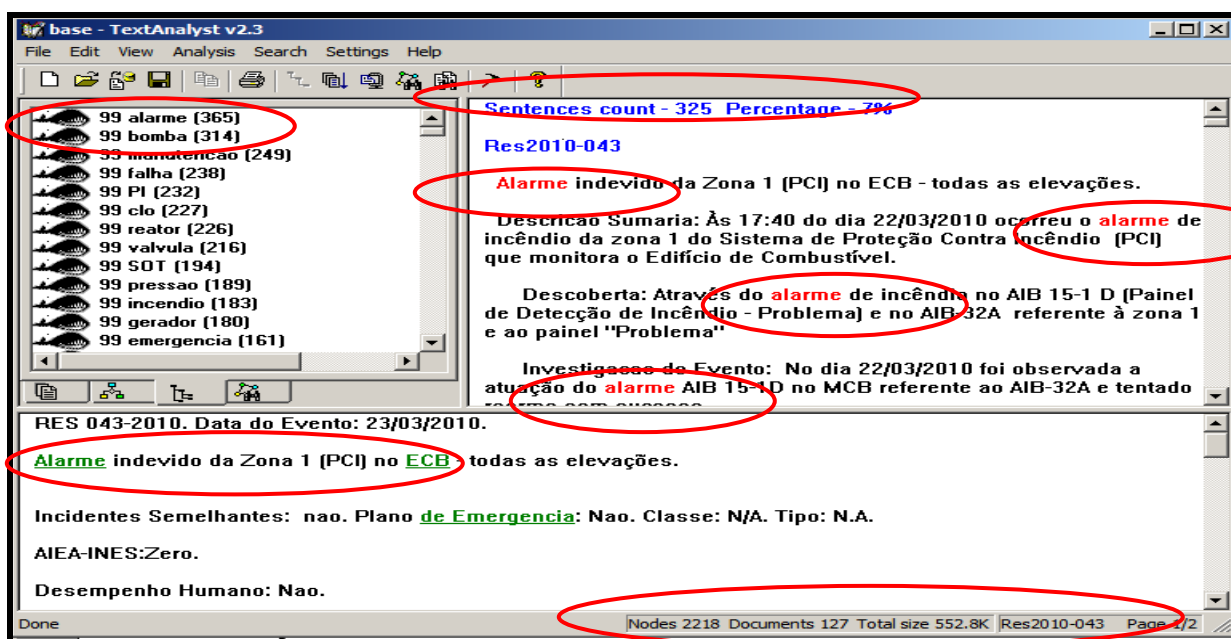 base - TextAnalyst v2.3
File Edit View Analysis Search Settings Help
99 alarme (365)
99 bomba (314)
99 manutencao (249)
99 falha (238)
99 PI (232)
99 clo (227)
99 reator (226)
99 valvula (216)
99 SOT (194)
99 pressao (189)
99 incendio (183)
99 gerador (180)
99 emergencia (161)
Sentences count - 325 Percentage - 7%
Res2010-043
Alarme indevido da Zona 1 (PCI) no ECB - todas as elevações.
Descricao Sumaria: Às 17:40 do dia 22/03/2010 ocorreu o alarme de
incêndio da zona 1 do Sistema de Proteção Contra Incêndio (PCI)
que monitora o Edifício de Combustível.
Descoberta: Através do alarme de incêndio no AIB 15-1 D (Painel
de Detecção de Incêndio - Problema) e no AIB-32A referente à zona 1
e ao painel "Problema"
Investigacao do Evento: No dia 22/03/2010 foi observada a
atuação do alarme AIB 15-1D no MCB referente ao AIB-32A e tentado
RES 043-2010. Data do Evento: 23/03/2010.
Alarme indevido da Zona 1 (PCI) no ECB - todas as elevações.
Incidentes Semelhantes: nao. Plano de Emergencia: Nao. Classe: N/A. Tipo: N.A.
AIEA-INES:Zero.
Desempenho Humano: Nao.
Done Nodes 2218 Documents 127 Total size 552.8K Res2010-043 Page 1/2